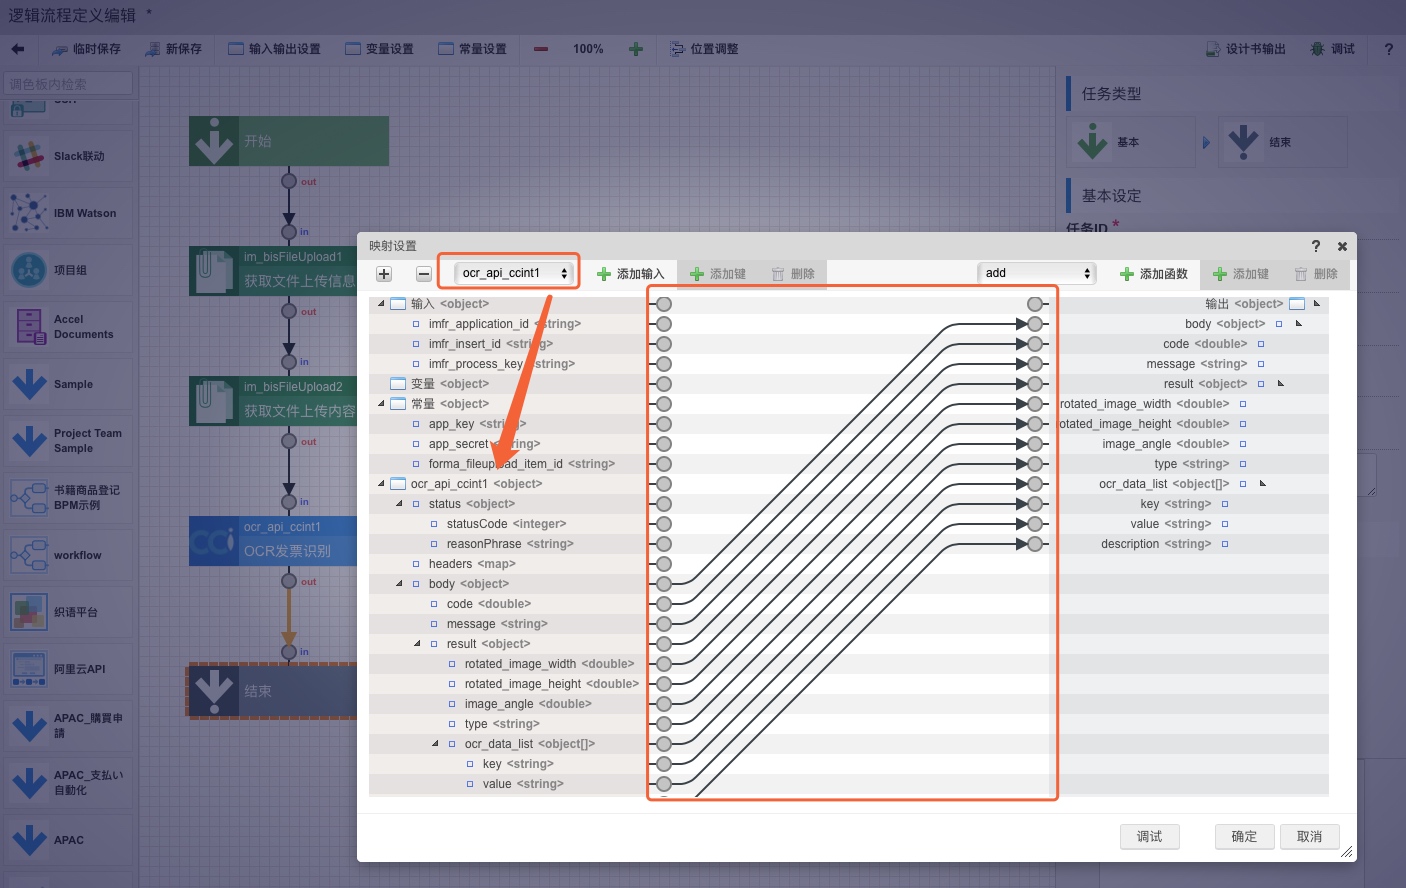 逻辑流程定义编辑 *
临时保存
新保存
输入输出设置
变量设置
常量设置
100%
位置调整
设计书输出
调试
?
调色板内检索
Slack联动
IBM Watson
项目组
Accel
Documents
Sample
Project Team
Sample
书籍商品登记
BPM示例
workflow
织语平台
阿里云API
APAC_購買申
請
APAC_支払い
自動化
APAC
开始
out
in
im_bisFileUpload1
获取文件上传信息
out
in
im_bisFileUpload2
获取文件上传内容
out
in
ocr_api_ccint1
OCR发票识别
out
in
结束
任务类型
基本
结束
基本设定
任务ID *
映射设置
?
ocr_api_ccint1
添加输入
添加键
删除
add
添加函数
添加键
删除
输入 <object>
imfr_application_id <string>
imfr_insert_id <string>
imfr_process_key <string>
变量 <object>
常量 <object>
app_key <string>
app_secret <string>
forma_fileupload_item_id <string>
ocr_api_ccint1 <object>
status <object>
statusCode <integer>
reasonPhrase <string>
headers <map>
body <object>
code <double>
message <string>
result <object>
rotated_image_width <double>
rotated_image_height <double>
image_angle <double>
type <string>
ocr_data_list <object[]>
key <string>
value <string>
输出 <object>
body <object>
code <double>
message <string>
result <object>
rotated_image_width <double>
rotated_image_height <double>
image_angle <double>
type <string>
ocr_data_list <object[]>
key <string>
value <string>
description <string>
调试
确定
取消